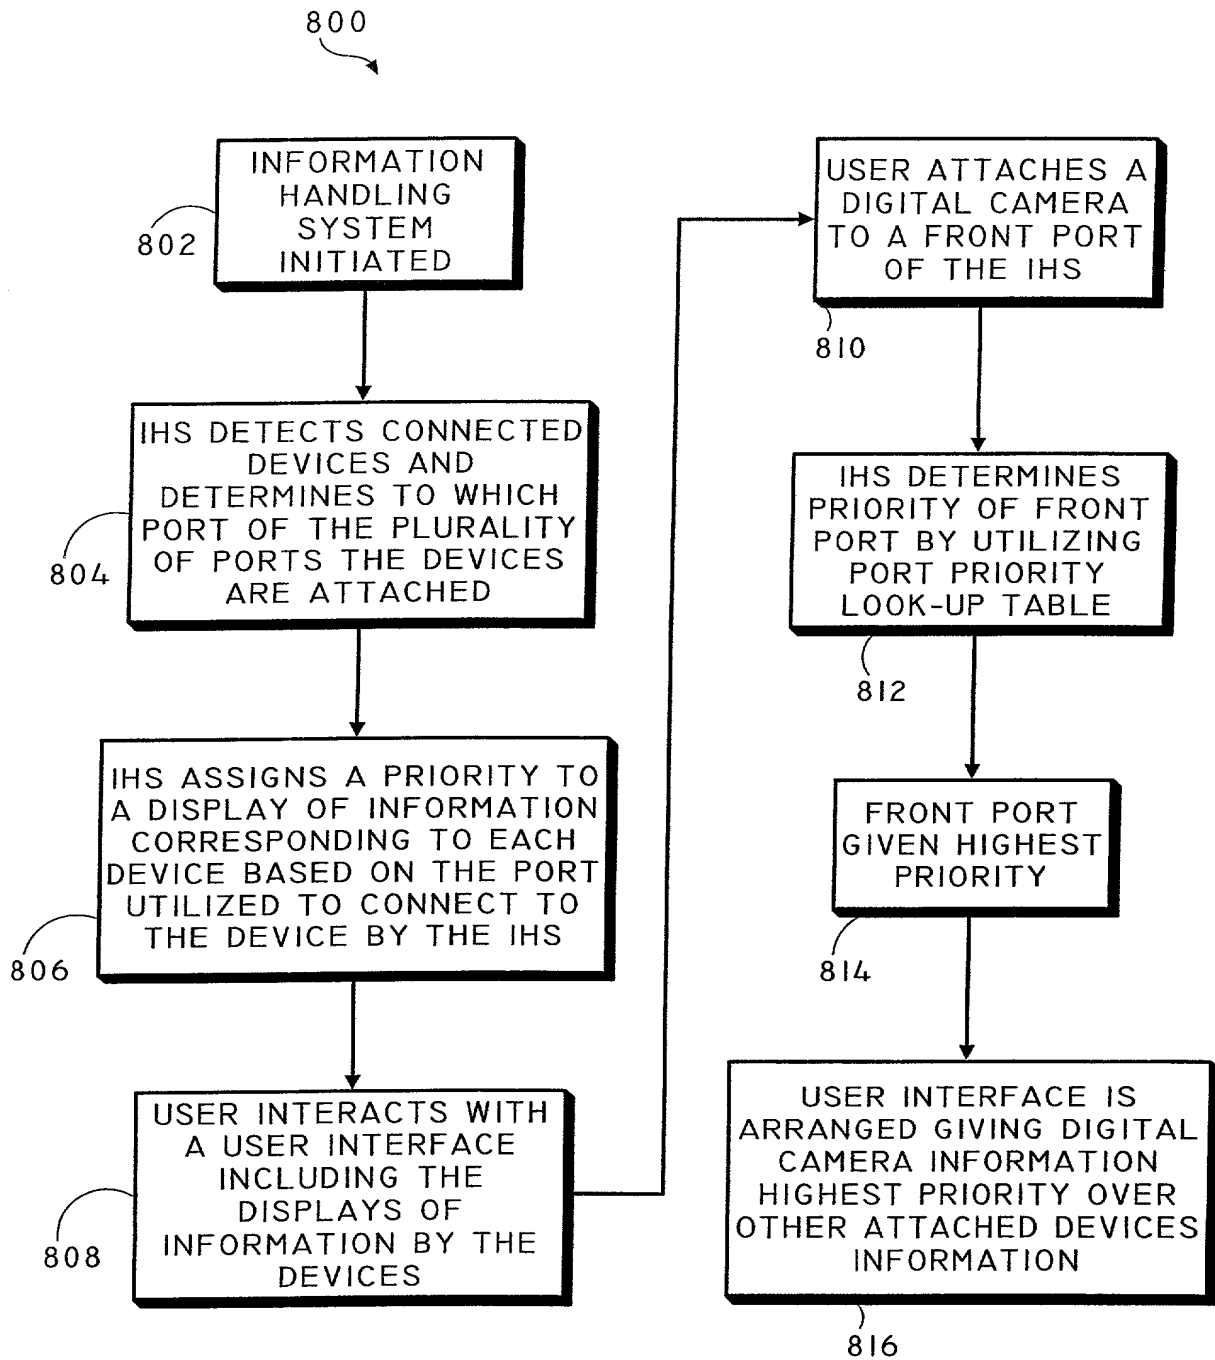 800
INFORMATION
HANDLING
SYSTEM
INITIATED
802
IHS DETECTS CONNECTED
DEVICES AND
DETERMINES TO WHICH
PORT OF THE PLURALITY
OF PORTS THE DEVICES
ARE ATTACHED
804
IHS ASSIGNS A PRIORITY TO
A DISPLAY OF INFORMATION
CORRESPONDING TO EACH
DEVICE BASED ON THE PORT
UTILIZED TO CONNECT TO
THE DEVICE BY THE IHS
806
USER INTERACTS WITH
A USER INTERFACE
INCLUDING THE
DISPLAYS OF
INFORMATION BY THE
DEVICES
808
USER ATTACHES A
DIGITAL CAMERA
TO A FRONT PORT
OF THE IHS
810
IHS DETERMINES
PRIORITY OF FRONT
PORT BY UTILIZING
PORT PRIORITY
LOOK-UP TABLE
812
FRONT PORT
GIVEN HIGHEST
PRIORITY
814
USER INTERFACE IS
ARRANGED GIVING DIGITAL
CAMERA INFORMATION
HIGHEST PRIORITY OVER
OTHER ATTACHED DEVICES
INFORMATION
816